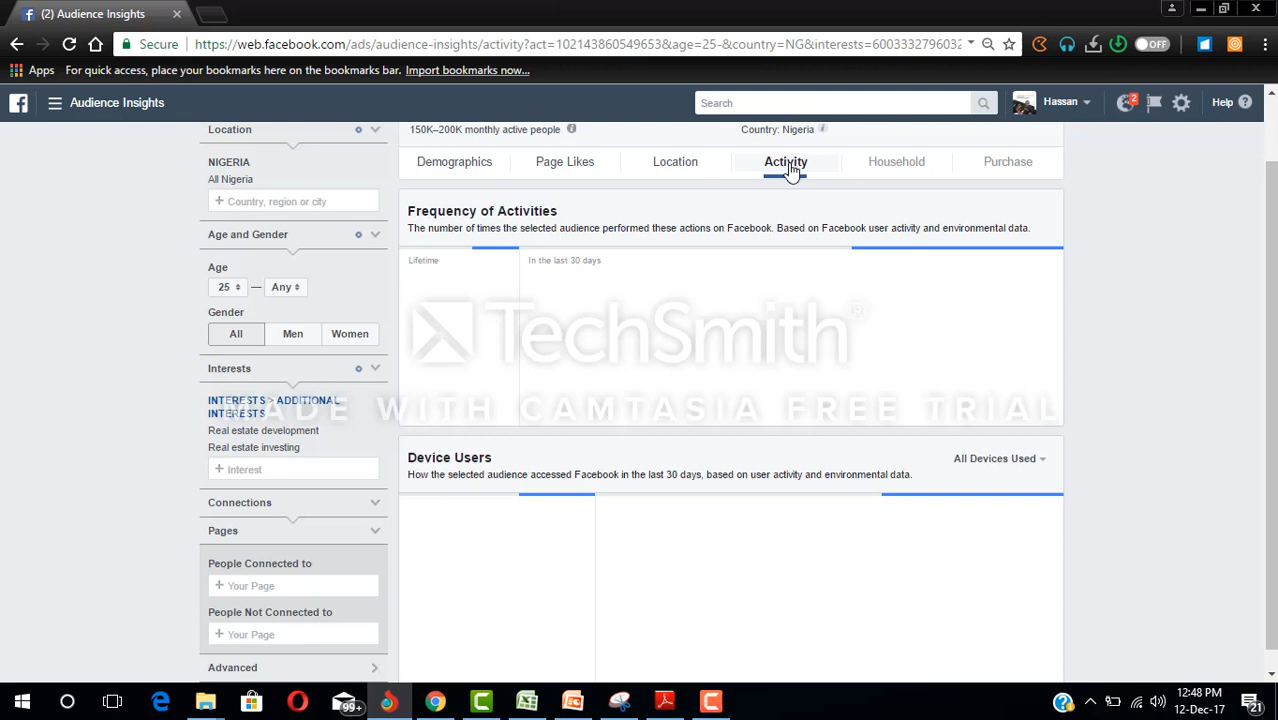 (2) Audience Insights
Secure
https://web.facebook.com/ads/audience-insights/activity?act=102143860549653&age=25-&country=NG&interests=6003332796032
OFF
Apps
For quick access, place your bookmarks here on the bookmarks bar.
Import bookmarks now...
Audience Insights
Search
Hassan
2
Help
Location
150K–200K monthly active people
Country: Nigeria
Demographics
Page Likes
Location
Activity
Household
Purchase
NIGERIA
All Nigeria
+ Country, region or city
Age and Gender
Age
25 — Any
Gender
All
Men
Women
Interests
INTERESTS > ADDITIONAL
INTERESTS
Real estate development
Real estate investing
+ Interest
Connections
Pages
People Connected to
+ Your Page
People Not Connected to
+ Your Page
Advanced
Frequency of Activities
The number of times the selected audience performed these actions on Facebook. Based on Facebook user activity and environmental data.
Lifetime
In the last 30 days
TechSmith®
MADE WITH CAMTASIA FREE TRIAL
Device Users
All Devices Used
How the selected audience accessed Facebook in the last 30 days, based on user activity and environmental data.
99+
12:48 PM
12-Dec-17
21